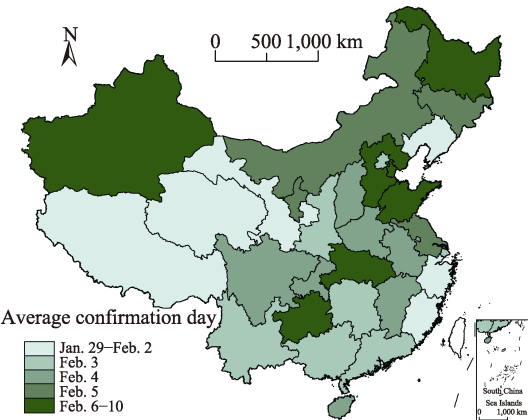 N
0 500 1,000 km
Average confirmation day
Jan. 29–Feb. 2
Feb. 3
Feb. 4
Feb. 5
Feb. 6–10
South China
Sea Islands
0 1,000 km